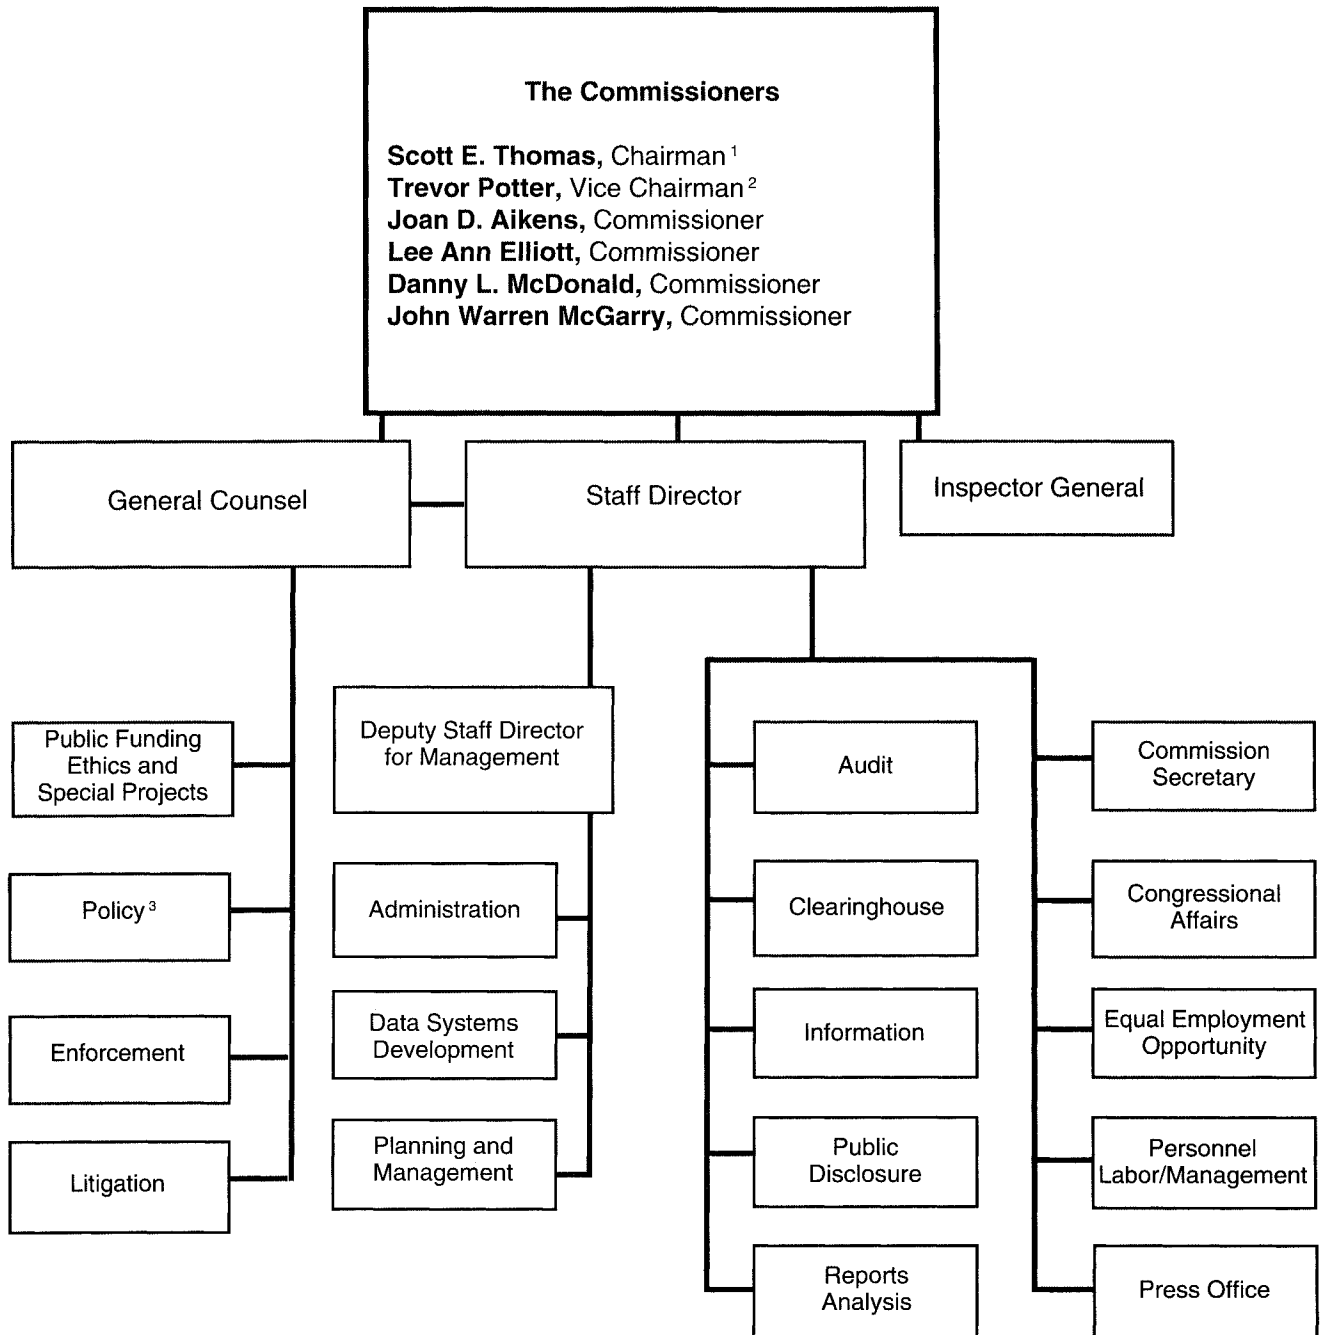 The Commissioners
Scott E. Thomas, Chairman 1
Trevor Potter, Vice Chairman 2
Joan D. Aikens, Commissioner
Lee Ann Elliott, Commissioner
Danny L. McDonald, Commissioner
John Warren McGarry, Commissioner
General Counsel
Staff Director
Inspector General
Public Funding
Ethics and
Special Projects
Policy 3
Enforcement
Litigation
Deputy Staff Director
for Management
Administration
Data Systems
Development
Planning and
Management
Audit
Clearinghouse
Information
Public
Disclosure
Reports
Analysis
Commission
Secretary
Congressional
Affairs
Equal Employment
Opportunity
Personnel
Labor/Management
Press Office